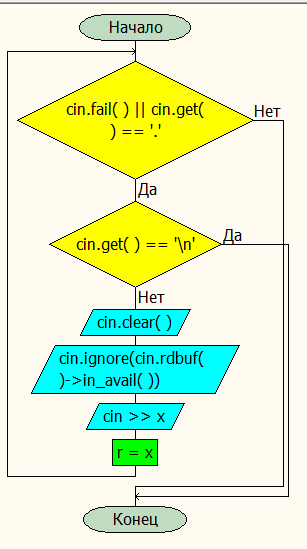 Начало
cin.fail( ) || cin.get(
) == '.'
Нет
Да
cin.get( ) == '\n'
Да
Нет
cin.clear( )
cin.ignore(cin.rdbuf(
)->in_avail( ))
cin >> x
r = x
Конец